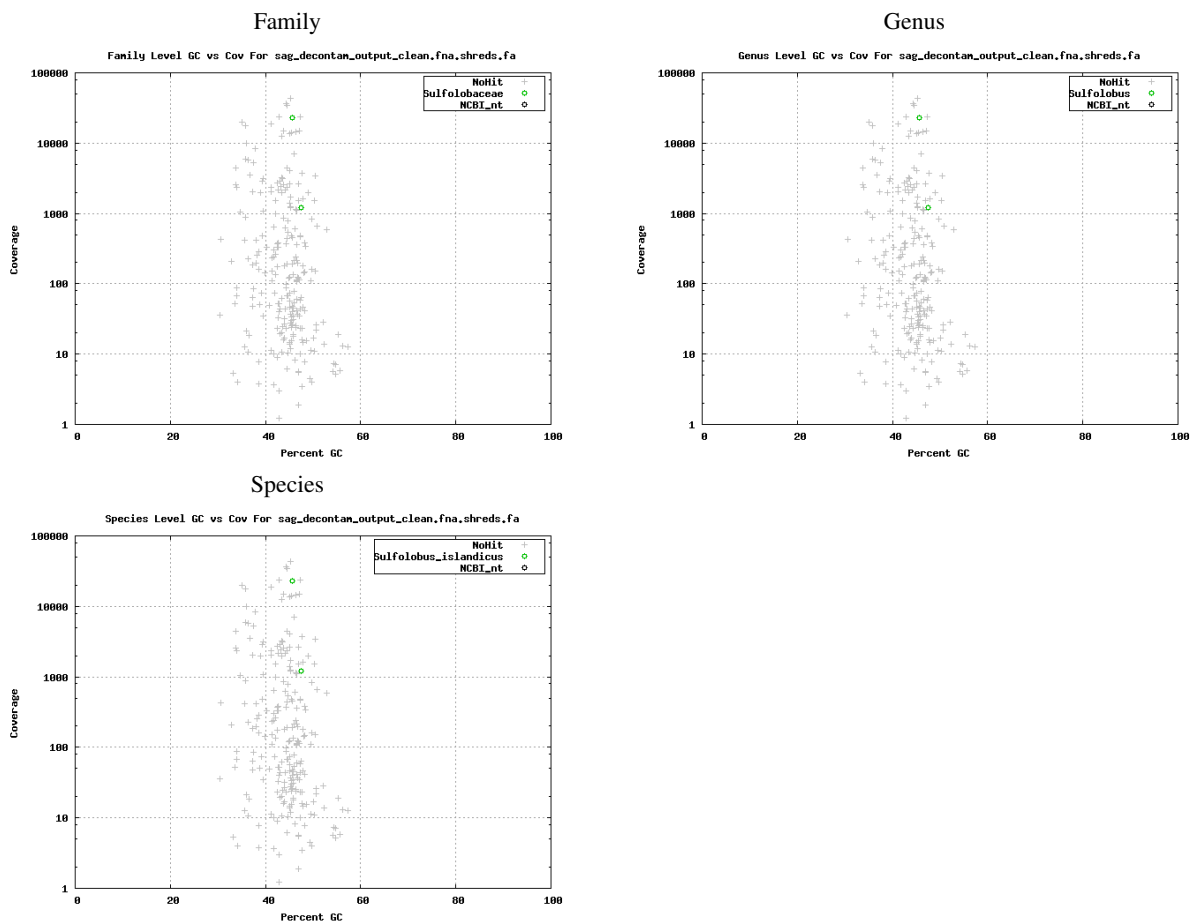 Family
Genus
Family Level GC vs Cov For sag_decontam_output_clean.fna.shreds.fa
NoHit
Sulfolobaceae
NCBI_nt
100000
10000
1000
100
10
1
Coverage
0 20 40 60 80 100
Percent GC
Genus Level GC vs Cov For sag_decontam_output_clean.fna.shreds.fa
NoHit
Sulfolobus
NCBI_nt
100000
10000
1000
100
10
1
Coverage
0 20 40 60 80 100
Percent GC
Species
Species Level GC vs Cov For sag_decontam_output_clean.fna.shreds.fa
NoHit
Sulfolobus_islandicus
NCBI_nt
100000
10000
1000
100
10
1
Coverage
0 20 40 60 80 100
Percent GC